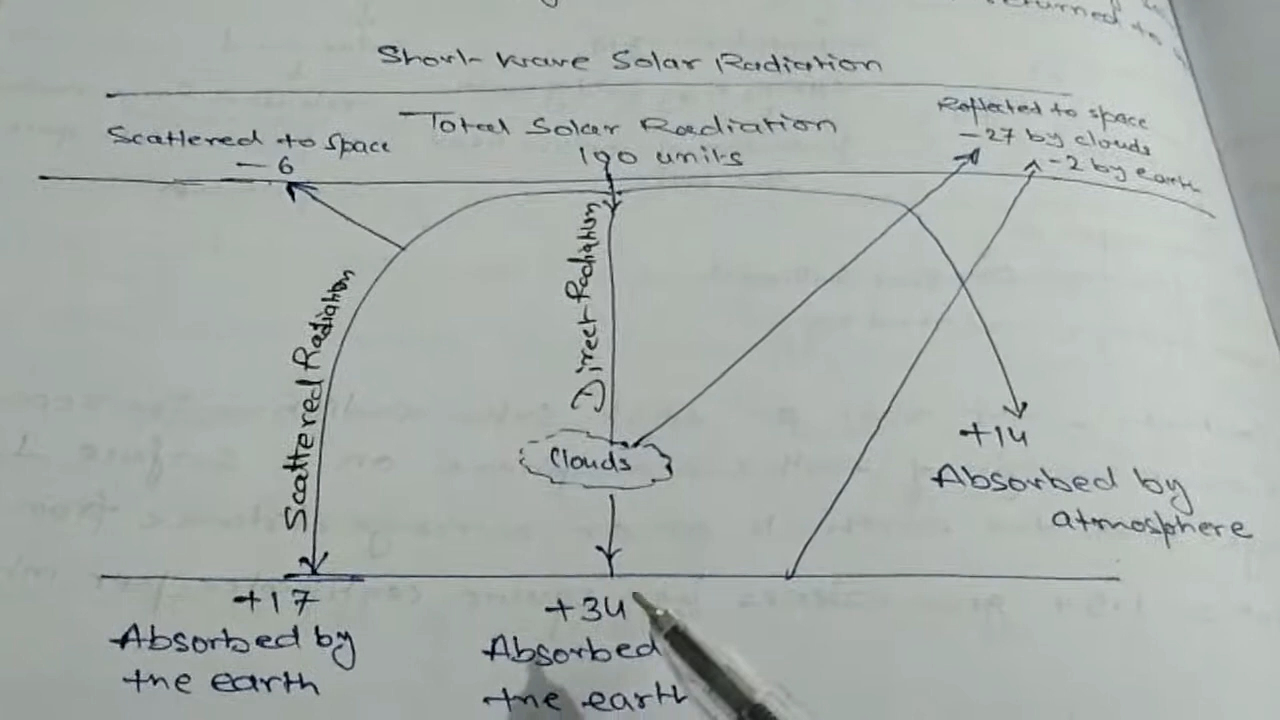 returned to
Short-wave Solar Radiation
Total Solar Radiation
100 units
Scattered to space
-6
Reflected to space
-27 by clouds
-2 by earth
Scattered Radiation
Direct Radiation
Clouds
+14
Absorbed by
atmosphere
+17
Absorbed by
the earth
+34
Absorbed
the earth